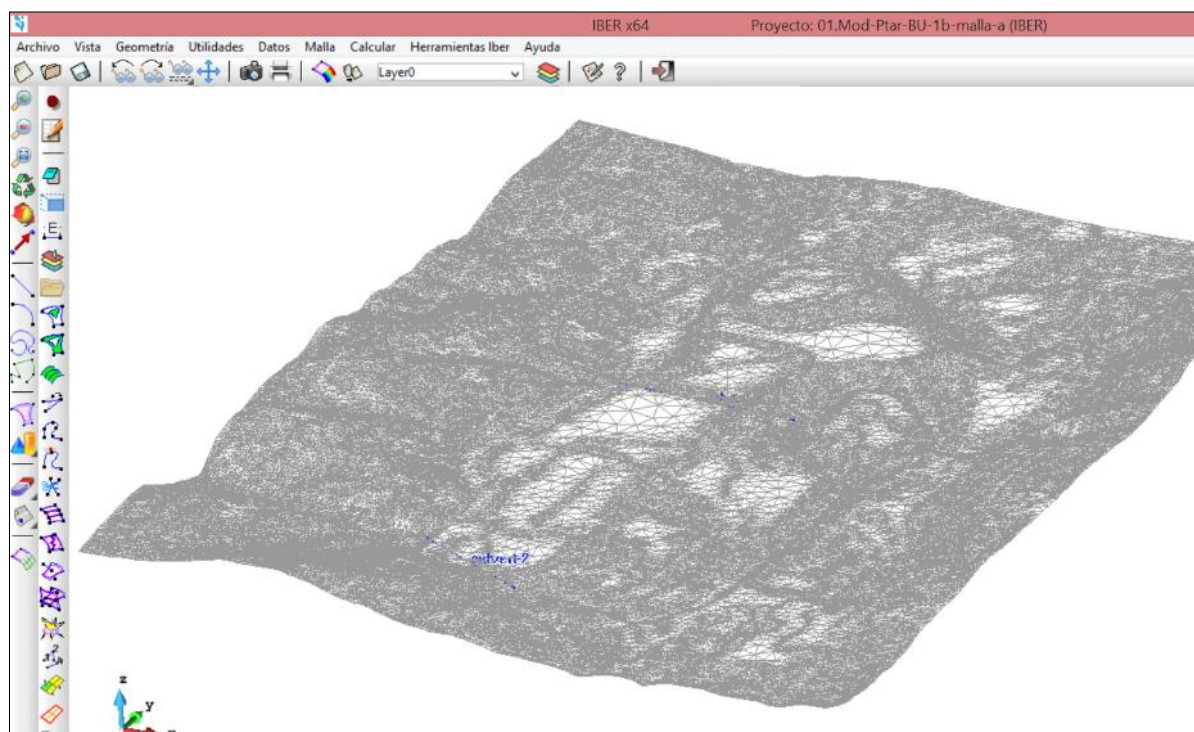 IBER x64 Proyecto: 01.Mod-Ptar-BU-1b-malla-a (IBER)
Archivo Vista Geometría Utilidades Datos Malla Calcular Herramientas Iber Ayuda
Layer0
E
culvert-2
z
y
x